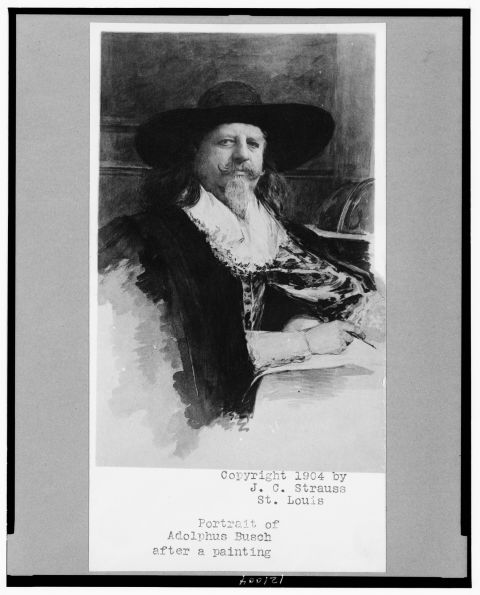 Copyright 1904 by
J. C. Strauss
St. Louis
Portrait of
Adolphus Busch
after a painting